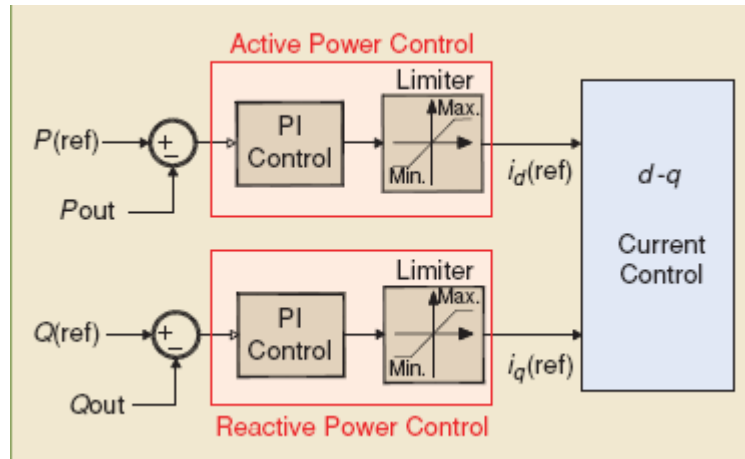 Active Power Control
Limiter
P(ref)
+
−
PI
Control
Max.
Min.
id(ref)
Pout
d-q
Current
Control
Limiter
Q(ref)
+
−
PI
Control
Max.
Min.
iq(ref)
Qout
Reactive Power Control